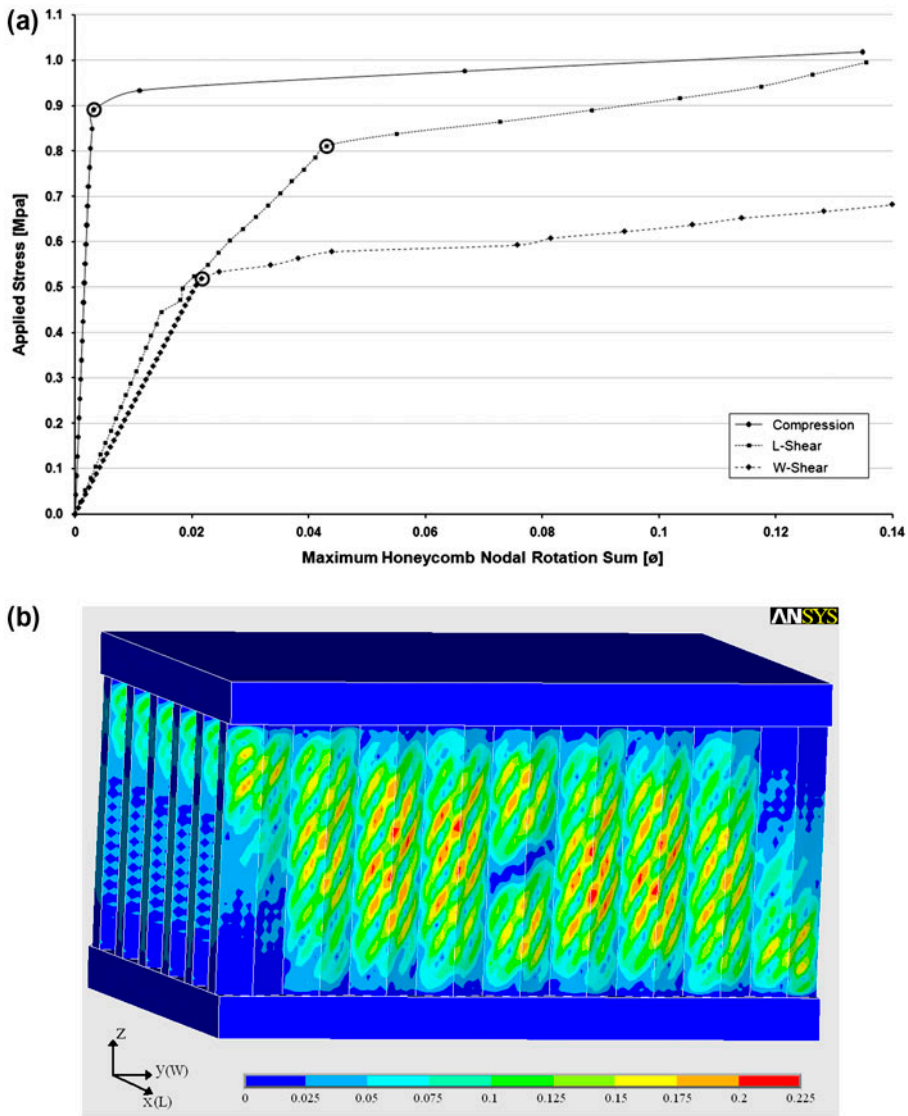 (a)
1.1
1.0
0.9
0.8
0.7
0.6
0.5
0.4
0.3
0.2
0.1
0.0
Applied Stress [Mpa]
0 0.02 0.04 0.06 0.08 0.1 0.12 0.14
Maximum Honeycomb Nodal Rotation Sum [ø]
Compression
L-Shear
W-Shear
(b)
ANSYS
z
y(W)
x(L)
0 0.025 0.05 0.075 0.1 0.125 0.15 0.175 0.2 0.225